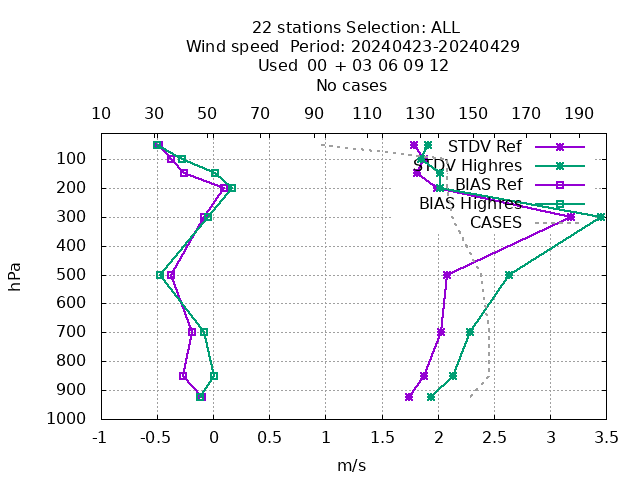 22 stations Selection: ALL
Wind speed  Period: 20240423-20240429
Used  00 + 03 06 09 12
No cases
10 30 50 70 90 110 130 150 170 190
STDV Ref
STDV Highres
BIAS Ref
BIAS Highres
CASES
hPa
100
200
300
400
500
600
700
800
900
1000
-1 -0.5 0 0.5 1 1.5 2 2.5 3 3.5
m/s